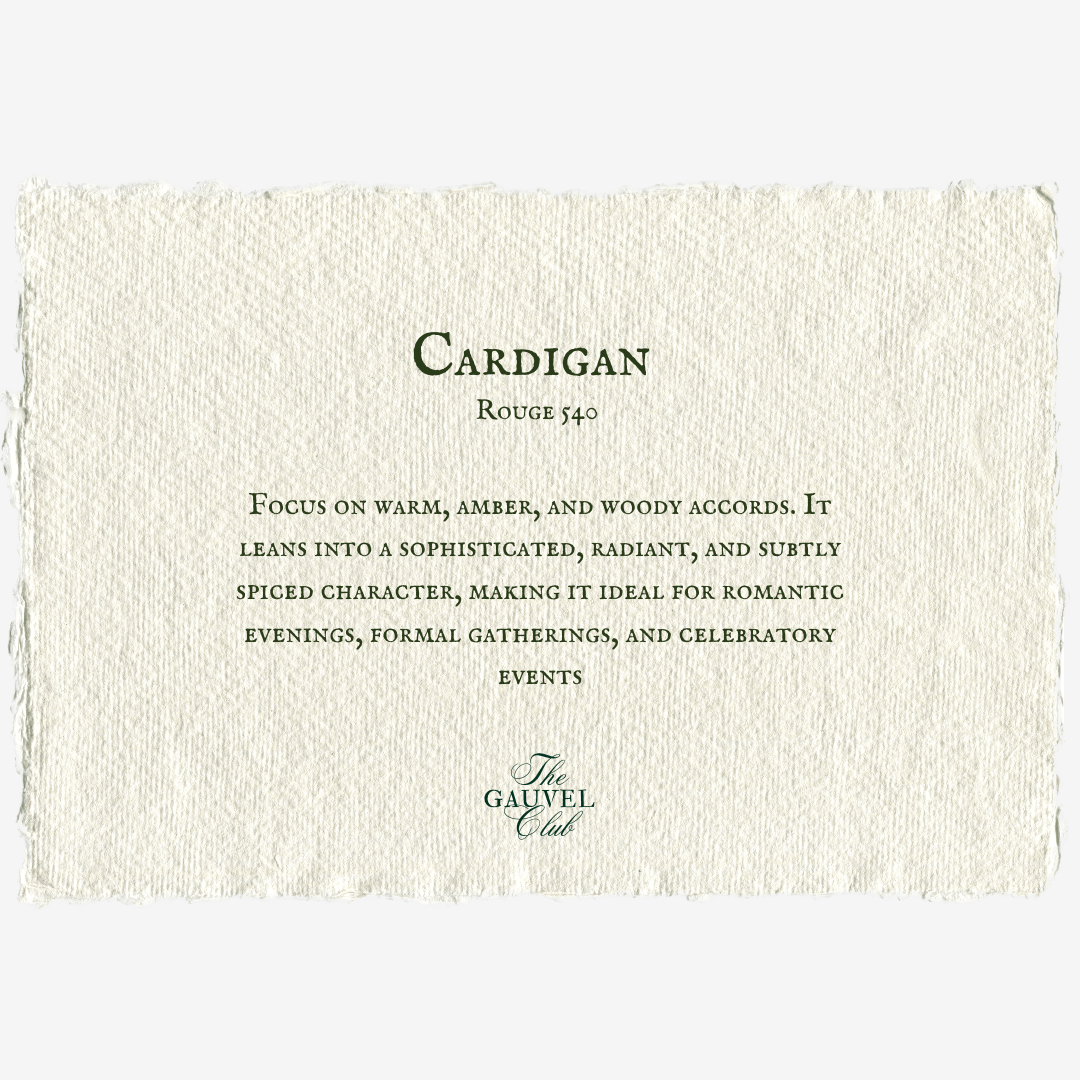 Cardigan
Rouge 540
Focus on warm, amber, and woody accords. It
leans into a sophisticated, radiant, and subtly
spiced character, making it ideal for romantic
evenings, formal gatherings, and celebratory
events
The
GAUVEL
Club